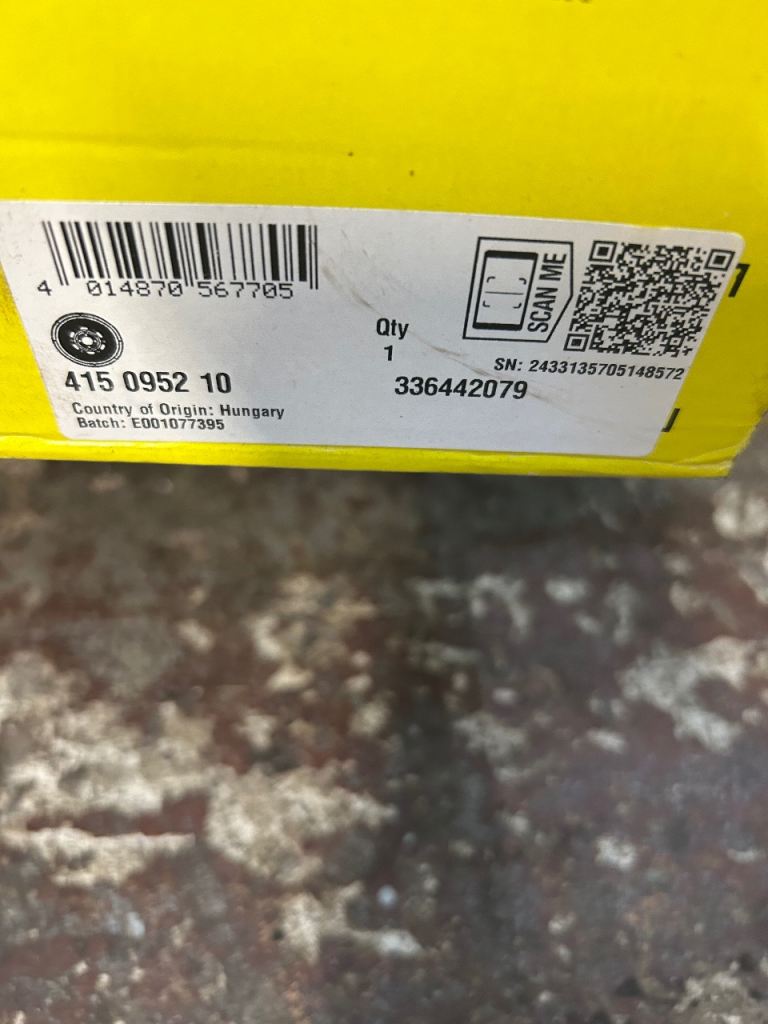 4 014870 567705
SCAN ME
Qty
1
SN: 2433135705148572
415 0952 10
336442079
Country of Origin: Hungary
Batch: E001077395